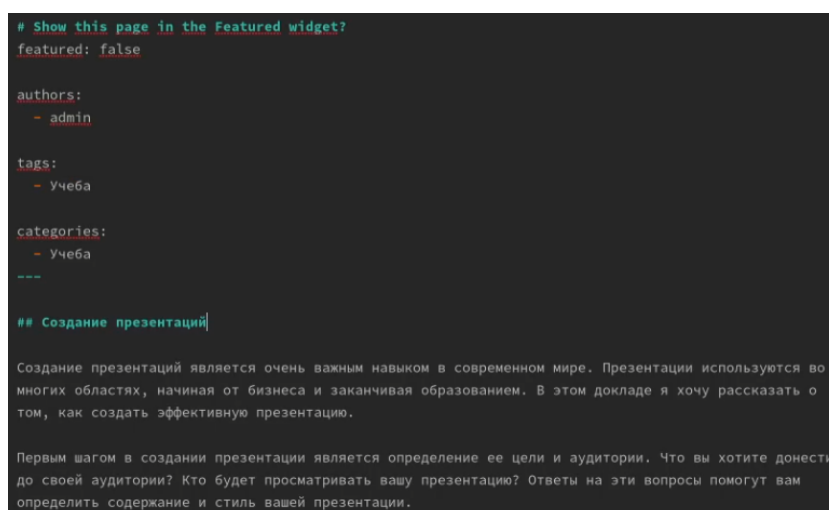 # Show this page in the Featured widget?
featured: false
authors:
- admin
tags:
- Учеба
categories:
- Учеба
---
## Создание презентаций
Создание презентаций является очень важным навыком в современном мире. Презентации используются во
многих областях, начиная от бизнеса и заканчивая образованием. В этом докладе я хочу рассказать о
том, как создать эффективную презентацию.
Первым шагом в создании презентации является определение ее цели и аудитории. Что вы хотите донести
до своей аудитории? Кто будет просматривать вашу презентацию? Ответы на эти вопросы помогут вам
определить содержание и стиль вашей презентации.